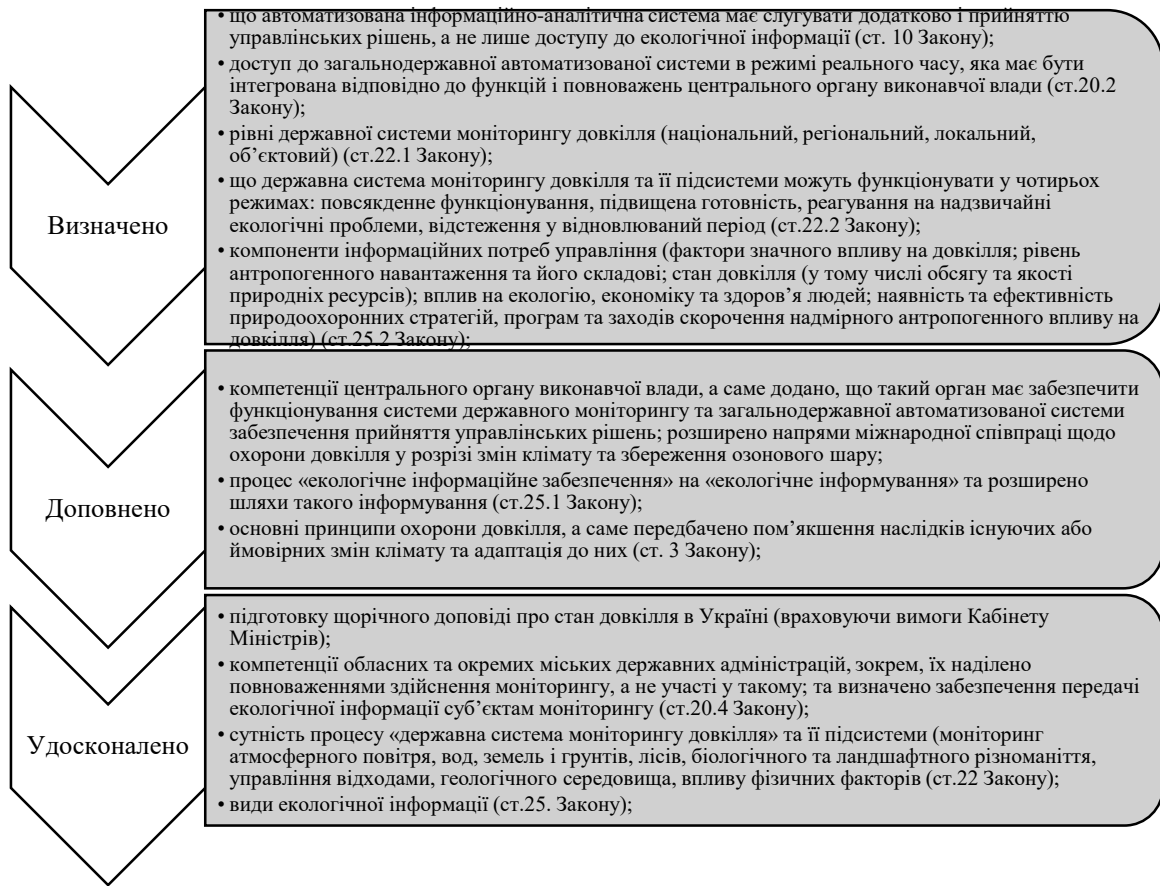 Визначено
• що автоматизована інформаційно-аналітична система має слугувати додатково і прийняттю
управлінських рішень, а не лише доступу до екологічної інформації (ст. 10 Закону);
• доступ до загальнодержавної автоматизованої системи в режимі реального часу, яка має бути
інтегрована відповідно до функцій і повноважень центрального органу виконавчої влади (ст.20.2
Закону);
• рівні державної системи моніторингу довкілля (національний, регіональний, локальний,
об’єктовий) (ст.22.1 Закону);
• що державна система моніторингу довкілля та її підсистеми можуть функціонувати у чотирьох
режимах: повсякденне функціонування, підвищена готовність, реагування на надзвичайні
екологічні проблеми, відстеження у відновлюваний період (ст.22.2 Закону);
• компоненти інформаційних потреб управління (фактори значного впливу на довкілля; рівень
антропогенного навантаження та його складові; стан довкілля (у тому числі обсягу та якості
природніх ресурсів); вплив на екологію, економіку та здоров’я людей; наявність та ефективність
природоохоронних стратегій, програм та заходів скорочення надмірного антропогенного впливу на
довкілля) (ст.25.2 Закону);
Доповнено
• компетенції центрального органу виконавчої влади, а саме додано, що такий орган має забезпечити
функціонування системи державного моніторингу та загальнодержавної автоматизованої системи
забезпечення прийняття управлінських рішень; розширено напрями міжнародної співпраці щодо
охорони довкілля у розрізі змін клімату та збереження озонового шару;
• процес «екологічне інформаційне забезпечення» на «екологічне інформування» та розширено
шляхи такого інформування (ст.25.1 Закону);
• основні принципи охорони довкілля, а саме передбачено пом’якшення наслідків існуючих або
ймовірних змін клімату та адаптація до них (ст. 3 Закону);
Удосконалено
• підготовку щорічного доповіді про стан довкілля в Україні (враховуючи вимоги Кабінету
Міністрів);
• компетенції обласних та окремих міських державних адміністрацій, зокрем, їх наділено
повноваженнями здійснення моніторингу, а не участі у такому; та визначено забезпечення передачі
екологічної інформації суб’єктам моніторингу (ст.20.4 Закону);
• сутність процесу «державна система моніторингу довкілля» та її підсистеми (моніторинг
атмосферного повітря, вод, земель і грунтів, лісів, біологічного та ландшафтного різноманіття,
управління відходами, геологічного середовища, впливу фізичних факторів (ст.22 Закону);
• види екологічної інформації (ст.25. Закону);